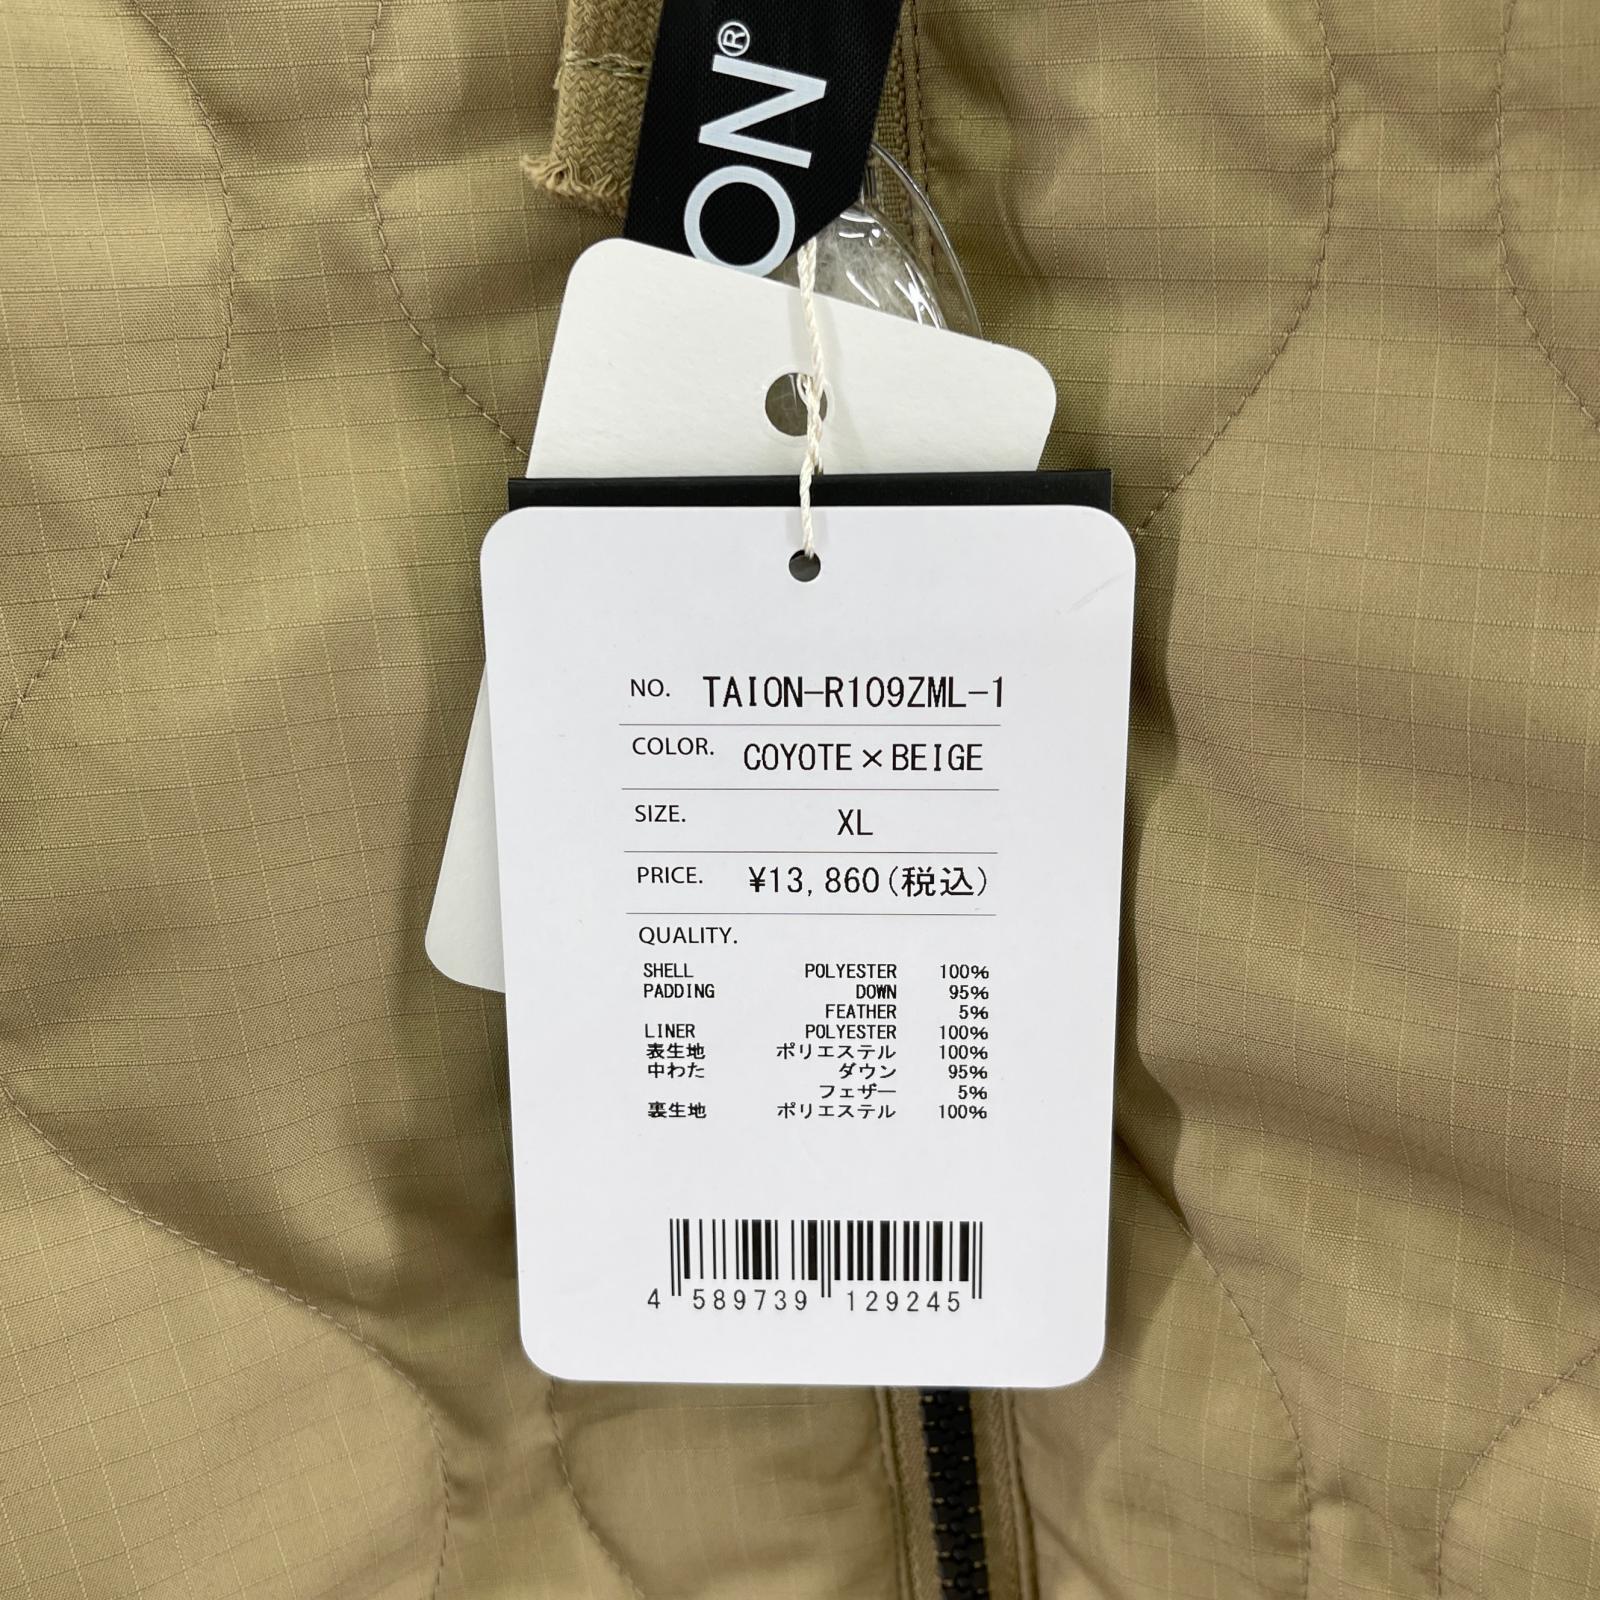 ON®
NO. TAION-R109ZML-1
COLOR. COYOTE×BEIGE
SIZE. XL
PRICE. ¥13,860(税込)
QUALITY.
SHELL POLYESTER 100%
PADDING DOWN 95%
FEATHER 5%
LINER POLYESTER 100%
表生地 ポリエステル 100%
中わた ダウン 95%
フェザー 5%
裏生地 ポリエステル 100%
4 589739 129245